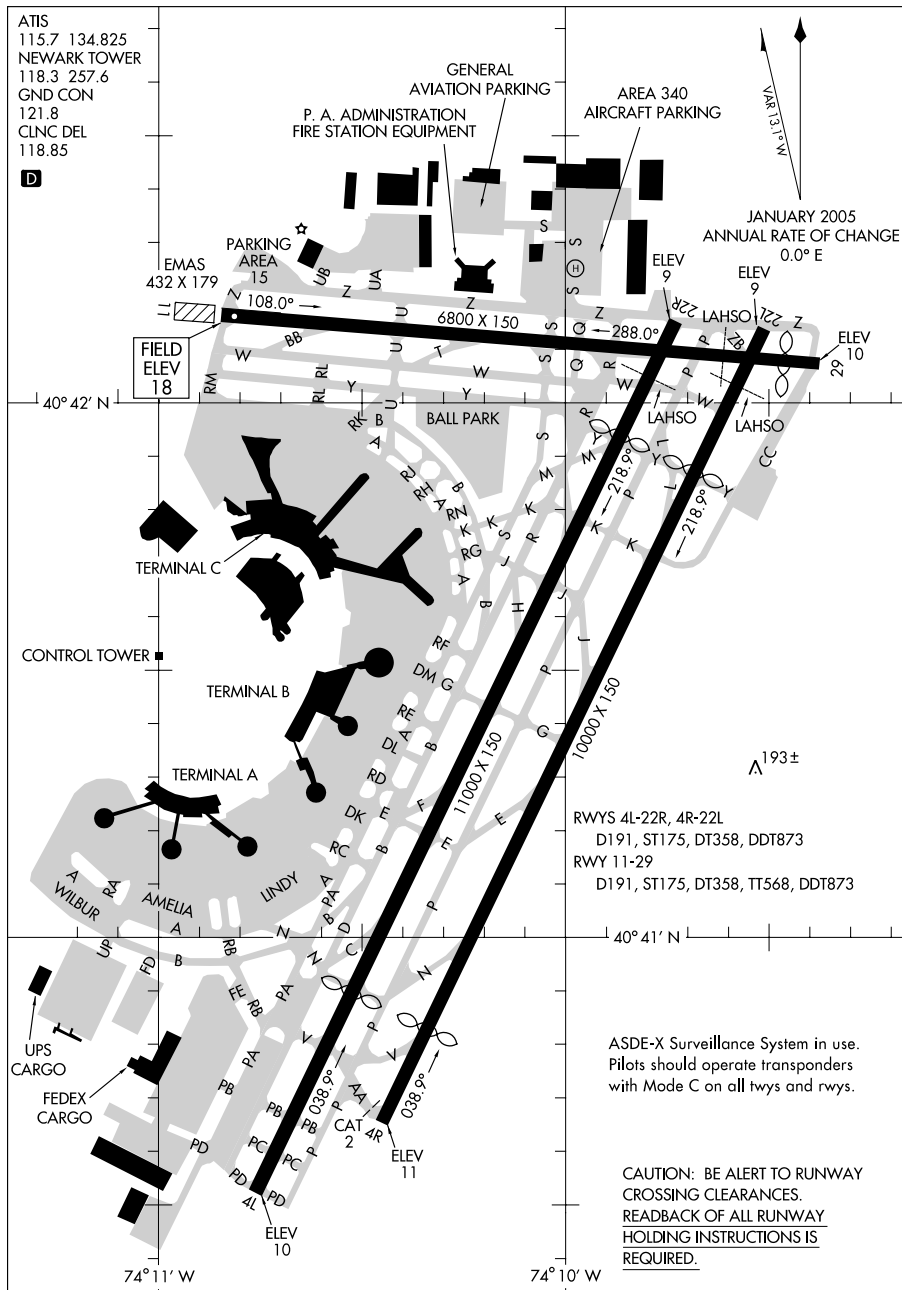 ATIS
115.7 134.825
NEWARK TOWER
118.3 257.6
GND CON
121.8
CLNC DEL
118.85
D
GENERAL
AVIATION PARKING
P. A. ADMINISTRATION
FIRE STATION EQUIPMENT
AREA 340
AIRCRAFT PARKING
VAR 13.1° W
JANUARY 2005
ANNUAL RATE OF CHANGE
0.0° E
EMAS
432 X 179
PARKING
AREA
15
UB
UA
S
S
S
H
S
ELEV
9
ELEV
9
11
Z
108.0°
Z
U
Z
6800 X 150
S
Q
Z
288.0°
22R
P
LAHSO
ZB
22L
Z
ELEV
10
29
FIELD
ELEV
18
W
BB
U
T
W
S
Q
R
W
P
W
RM
RL
RL
Y
U
Y
40° 42' N
BALL PARK
LAHSO
LAHSO
RK
B
A
S
R
Y
L
CC
RJ
B
M
M
218.9°
L
Y
Y
RH
A
RN
K
K
P
218.9°
K
S
R
K
K
RG
J
A
B
H
J
TERMINAL C
CONTROL TOWER
RF
J
DM
G
P
TERMINAL B
RE
A
B
G
10000 X 150
DL
193±
TERMINAL A
RD
11000 X 150
DK
E
F
E
RWYS 4L-22R, 4R-22L
D191, ST175, DT358, DDT873
RWY 11-29
D191, ST175, DT358, TT568, DDT873
RC
B
E
P
A
RA
WILBUR
AMELIA
LINDY
A
PA
B
D
P
A
UP
FD
B
RB
Z
N
C
N
40° 41' N
FE
RB
PA
V
P
V
UPS
CARGO
PA
038.9°
038.9°
ASDE-X Surveillance System in use.
Pilots should operate transponders
with Mode C on all twys and rwys.
FEDEX
CARGO
PB
PB
PB
P
AA
CAT
2
4R
PD
PC
PC
P
ELEV
11
PD
4L
PD
ELEV
10
CAUTION: BE ALERT TO RUNWAY
CROSSING CLEARANCES.
READBACK OF ALL RUNWAY
HOLDING INSTRUCTIONS IS
REQUIRED.
74° 11' W
74° 10' W